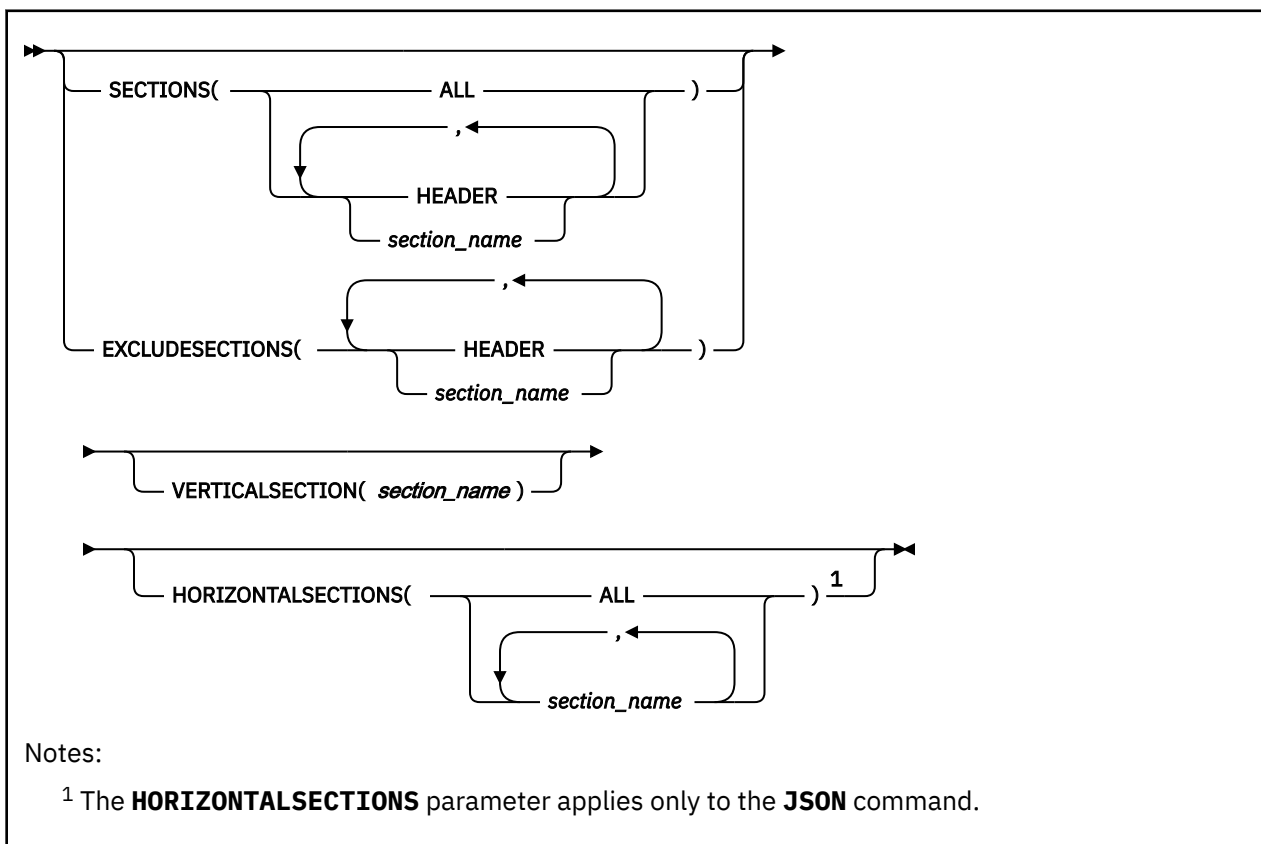 SECTIONS( ALL )
,
HEADER
section_name
,
EXCLUDESECTIONS( HEADER )
section_name
VERTICALSECTION( section_name )
HORIZONTALSECTIONS( ALL ) 1
,
section_name
Notes:
1 The HORIZONTALSECTIONS parameter applies only to the JSON command.